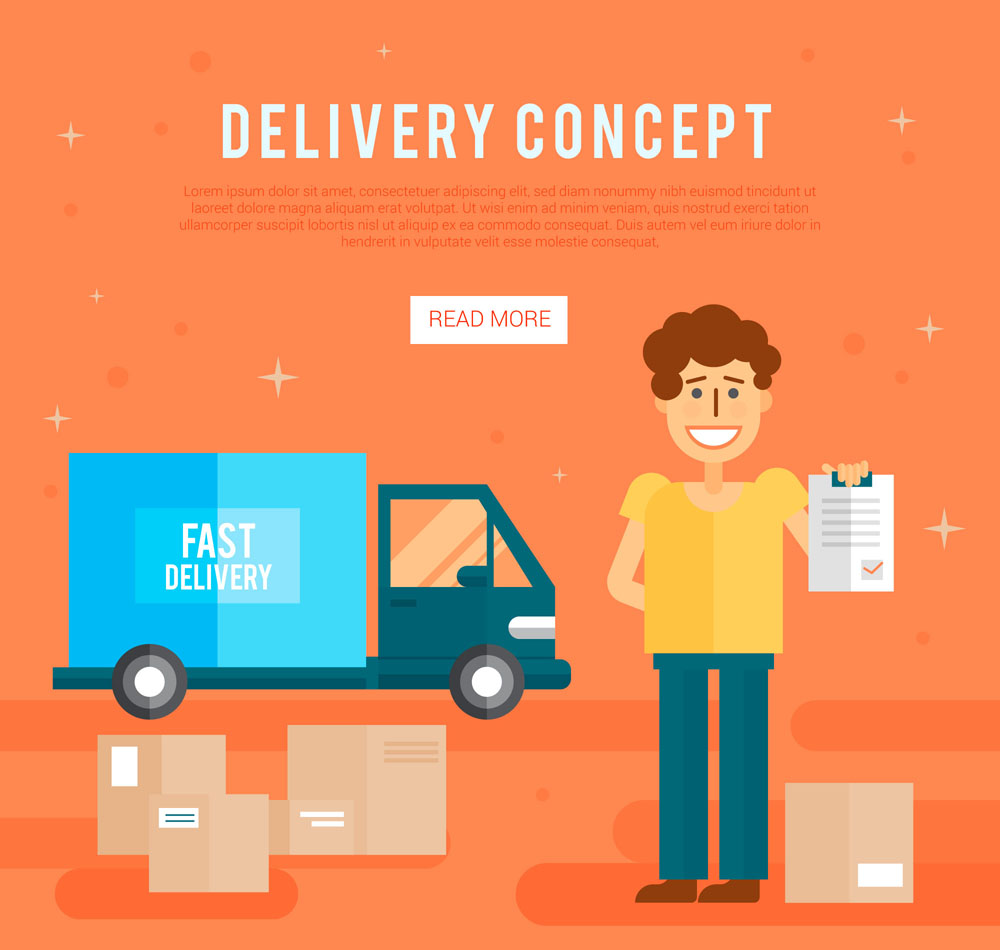 DELIVERY CONCEPT
Lorem ipsum dolor sit amet, consectetuer adipiscing elit, sed diam nonummy nibh euismod tincidunt ut
laoreet dolore magna aliquam erat volutpat. Ut wisi enim ad minim veniam, quis nostrud exerci tation
ullamcorper suscipit lobortis nisl ut aliquip ex ea commodo consequat. Duis autem vel eum iriure dolor in
hendrerit in vulputate velit esse molestie consequat,
READ MORE
FAST
DELIVERY